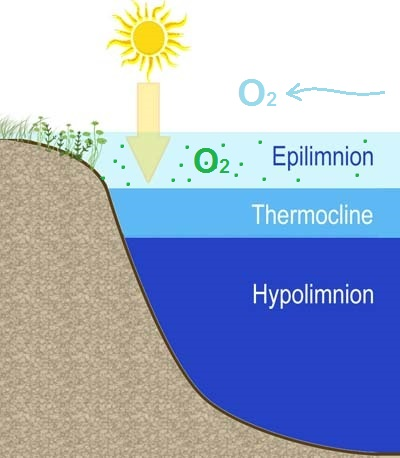 O₂
O₂
Epilimnion
Thermocline
Hypolimnion